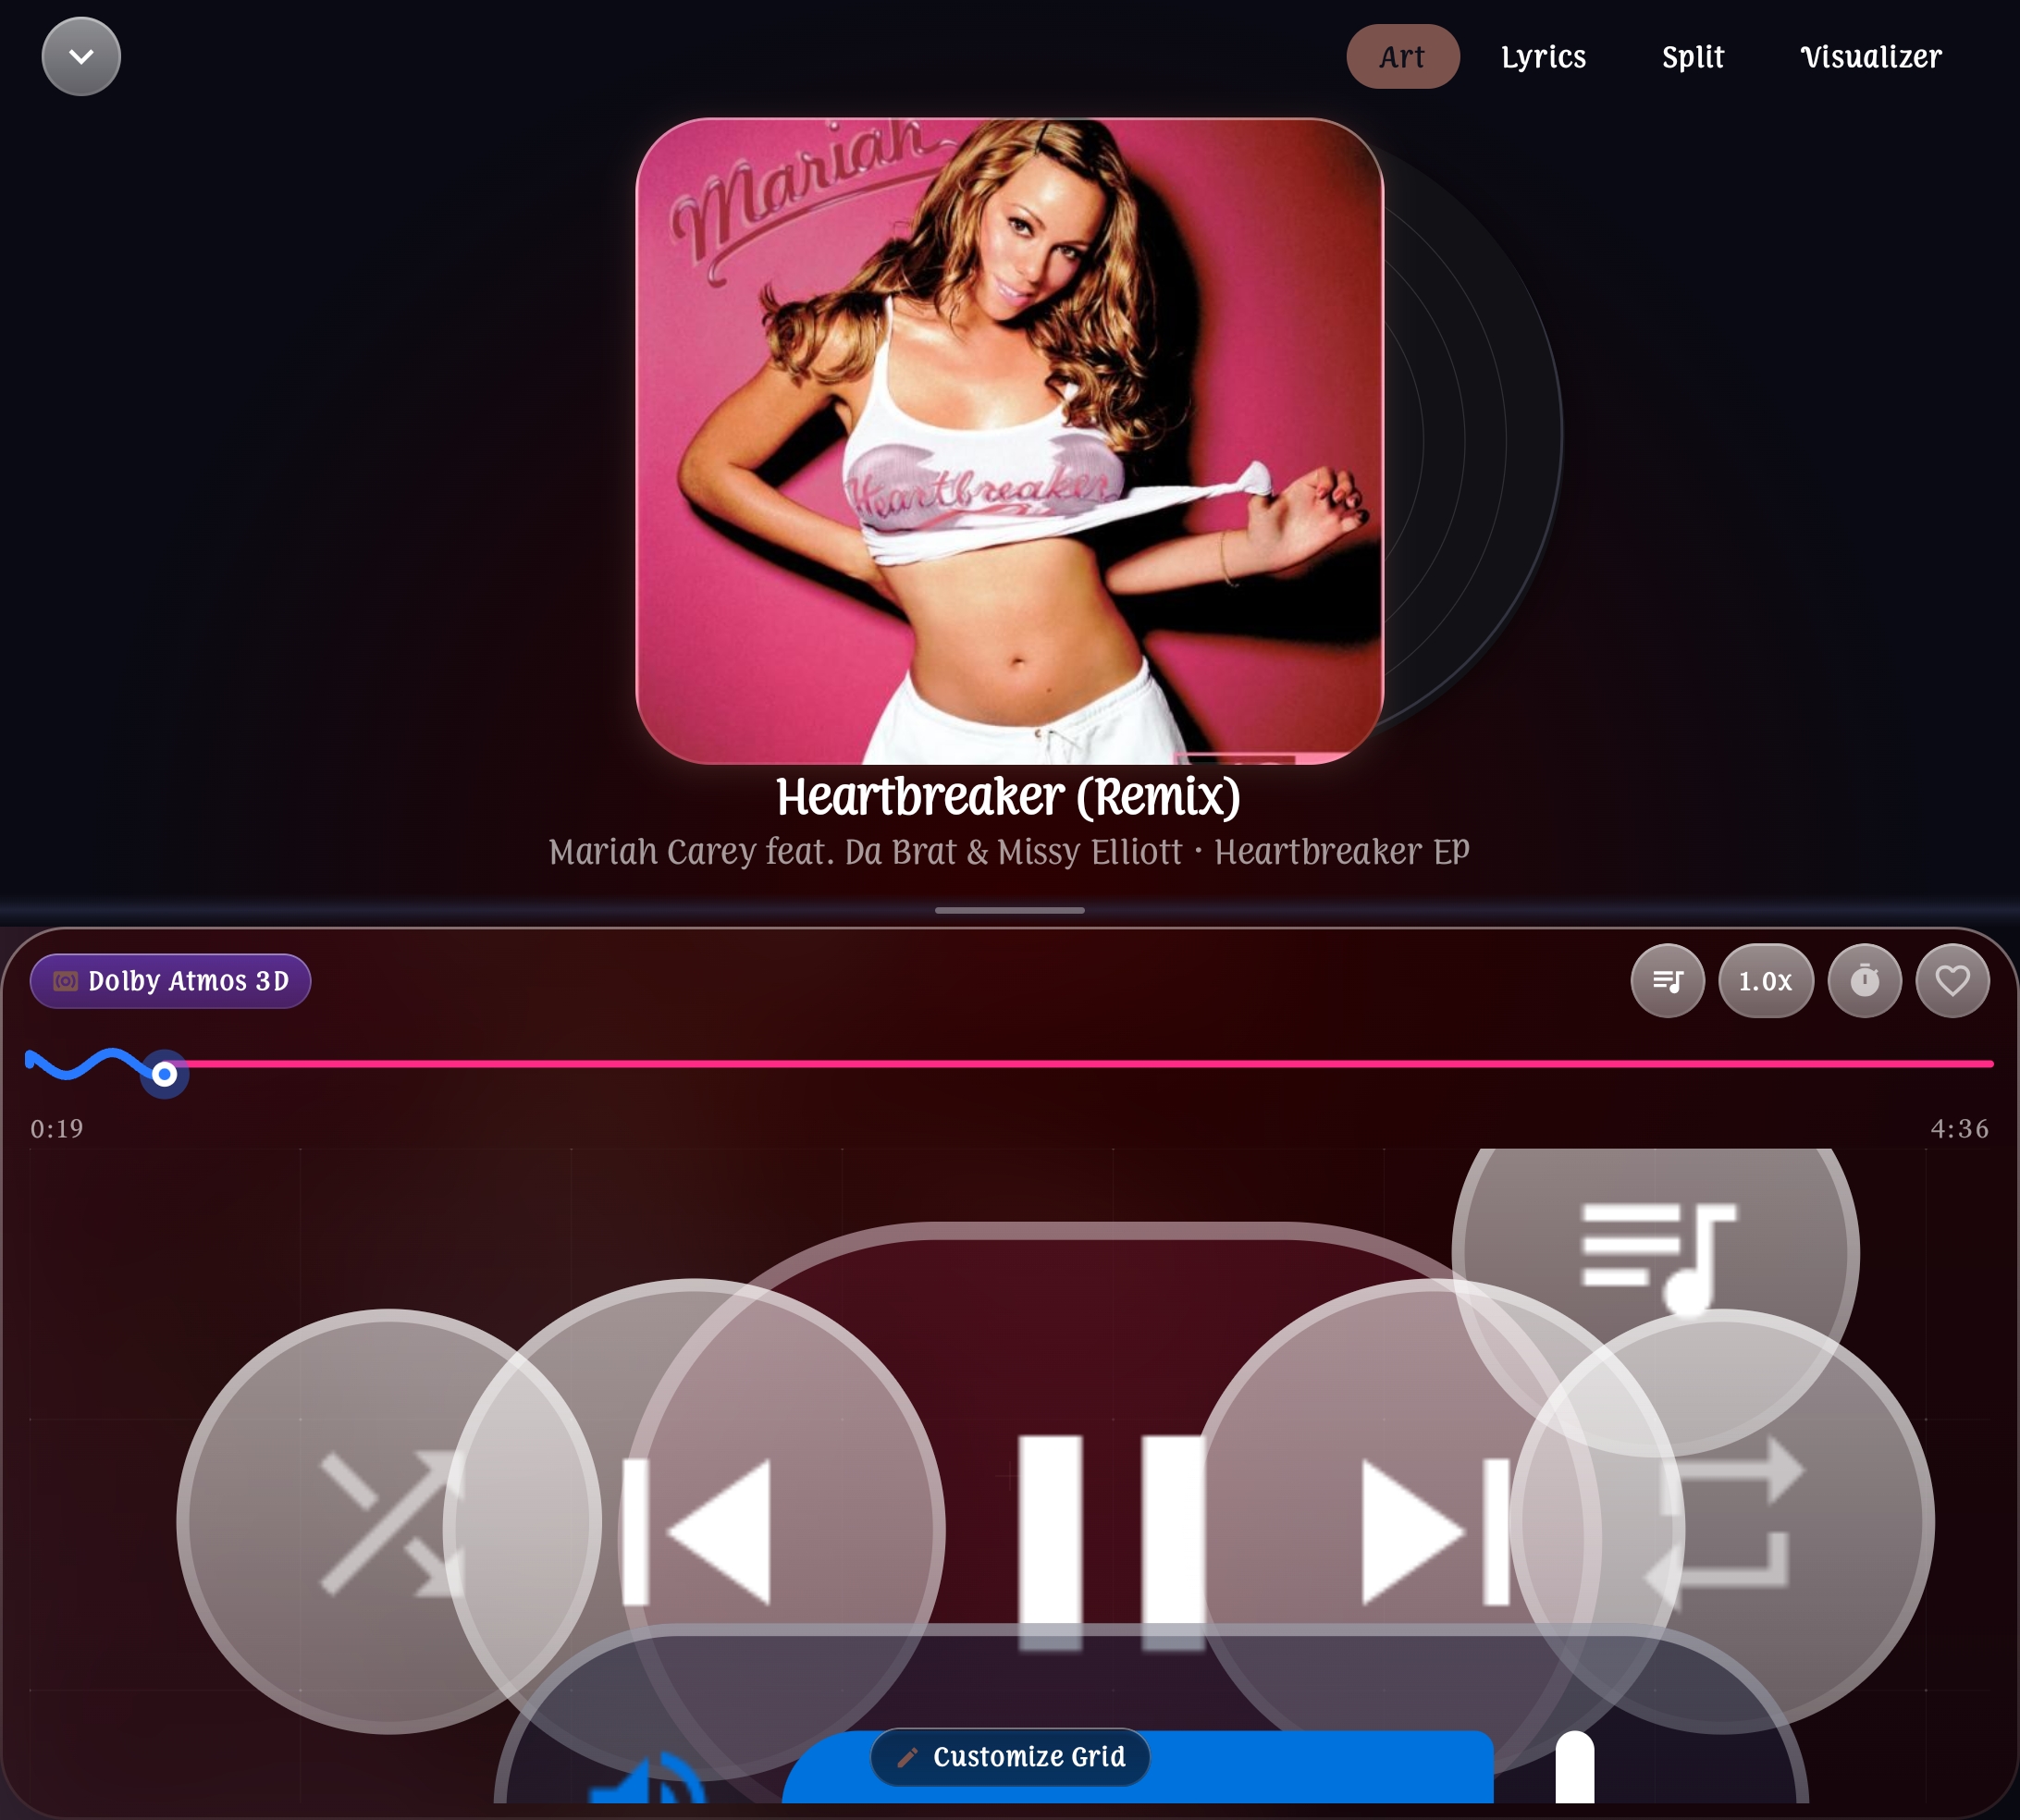 Art Lyrics Split Visualizer
Mariah
Heartbreaker
Heartbreaker (Remix)
Mariah Carey feat. Da Brat & Missy Elliott · Heartbreaker Ep
Dolby Atmos 3D
1.0x
0:19 4:36
Customize Grid